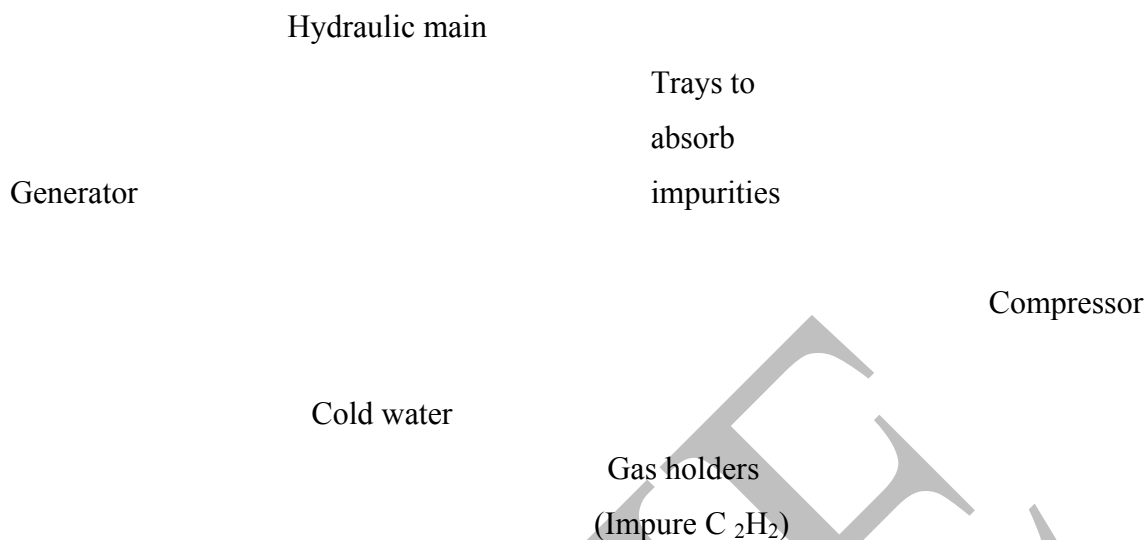 Hydraulic main
Trays to
absorb
Generator
impurities
Compressor
Cold water
Gas holders
(Impure C ₂H₂)